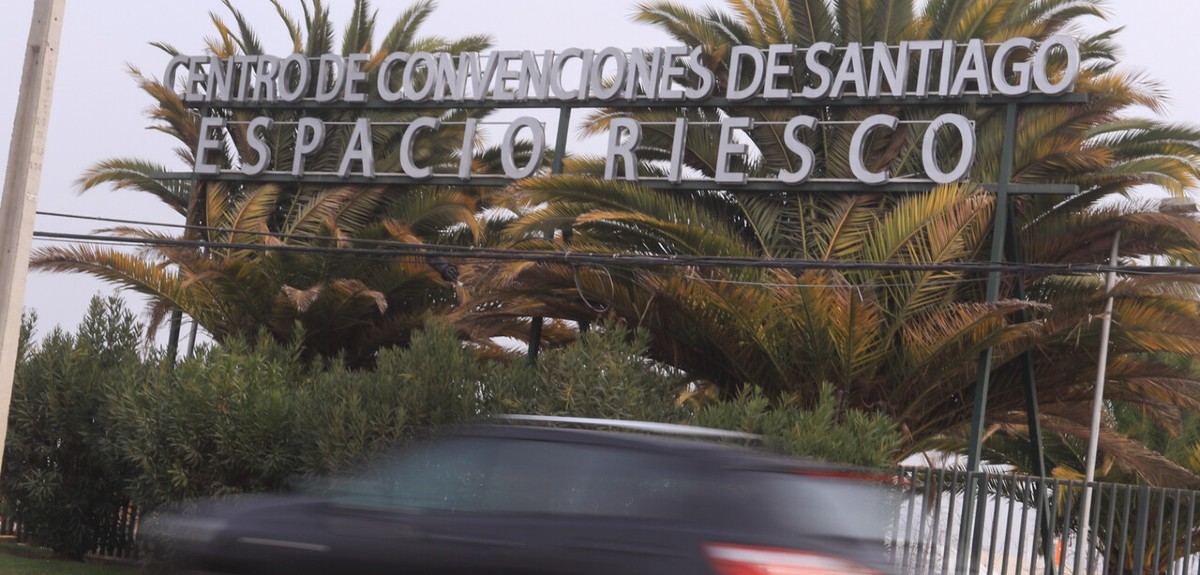 CENTRO DE CONVENCIONES DE SANTIAGO
ESPACIO RIESCO